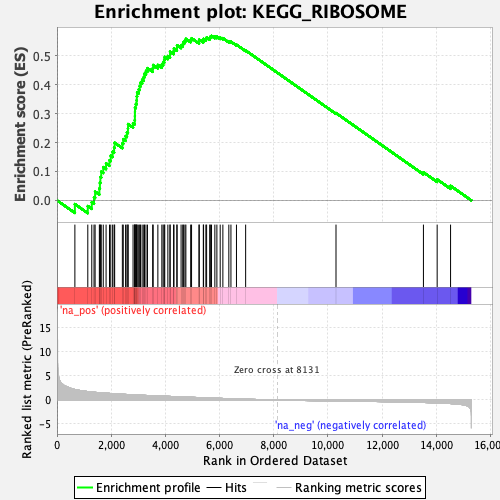 Enrichment plot: KEGG_RIBOSOME
Enrichment score (ES)
0.5
0.4
0.3
0.2
0.1
0.0
'na_pos' (positively correlated)
Ranked list metric (PreRanked)
15
10
5
0
-5
Zero cross at 8131
'na_neg' (negatively correlated)
0
2,000
4,000
6,000
8,000
10,000
12,000
14,000
16,000
Rank in Ordered Dataset
Enrichment profile
Hits
Ranking metric scores